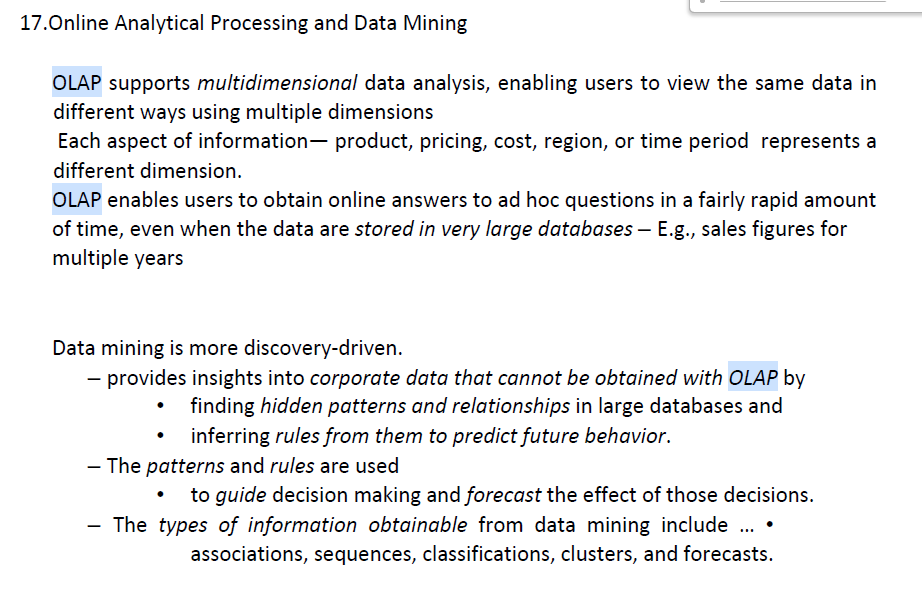 17.Online Analytical Processing and Data Mining
OLAP supports multidimensional data analysis, enabling users to view the same data in
different ways using multiple dimensions
Each aspect of information— product, pricing, cost, region, or time period represents a
different dimension.
OLAP enables users to obtain online answers to ad hoc questions in a fairly rapid amount
of time, even when the data are stored in very large databases – E.g., sales figures for
multiple years
Data mining is more discovery-driven.
– provides insights into corporate data that cannot be obtained with OLAP by
• finding hidden patterns and relationships in large databases and
• inferring rules from them to predict future behavior.
– The patterns and rules are used
• to guide decision making and forecast the effect of those decisions.
– The types of information obtainable from data mining include ... •
associations, sequences, classifications, clusters, and forecasts.